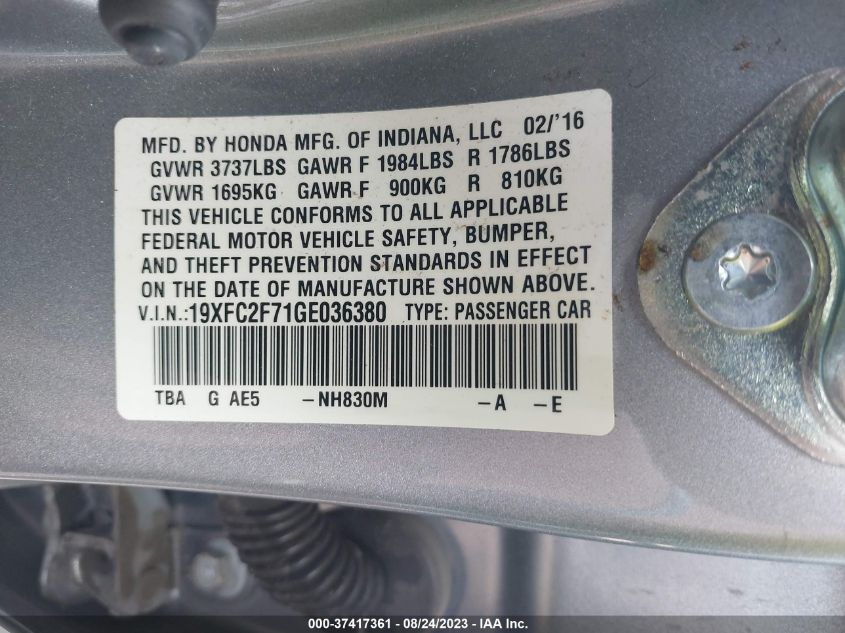 MFD. BY HONDA MFG. OF INDIANA, LLC 02/'16
GVWR 3737LBS GAWR F 1984LBS R 1786LBS
GVWR 1695KG GAWR F 900KG R 810KG
THIS VEHICLE CONFORMS TO ALL APPLICABLE
FEDERAL MOTOR VEHICLE SAFETY, BUMPER,
AND THEFT PREVENTION STANDARDS IN EFFECT
ON THE DATE OF MANUFACTURE SHOWN ABOVE.
V.I.N.:19XFC2F71GE036380 TYPE: PASSENGER CAR
TBA G AE5 -NH830M -A -E
000-37417361 - 08/24/2023 - IAA Inc.